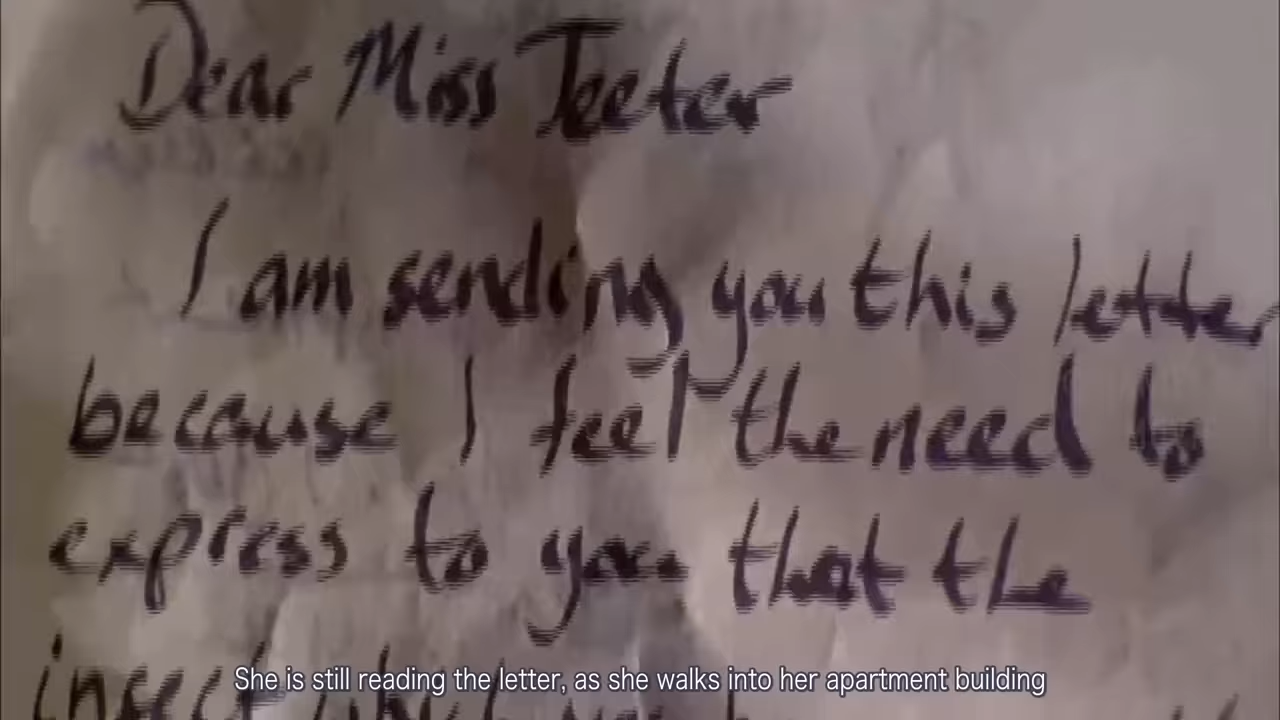 Dear Miss Teeter
I am sending you this letter
because I feel the need to
express to you that the
insect
She is still reading the letter, as she walks into her apartment building